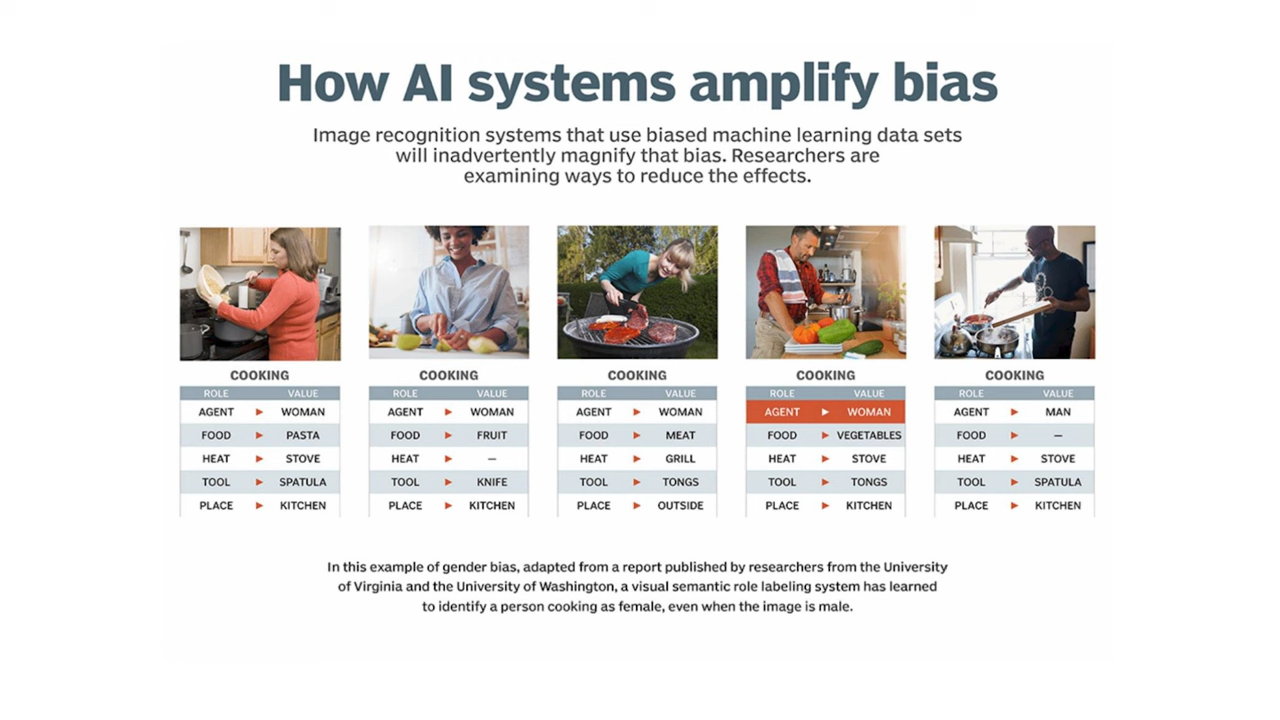 How AI systems amplify bias
Image recognition systems that use biased machine learning data sets
will inadvertently magnify that bias. Researchers are
examining ways to reduce the effects.
COOKING
ROLE VALUE
AGENT ▶ WOMAN
FOOD ▶ PASTA
HEAT ▶ STOVE
TOOL ▶ SPATULA
PLACE ▶ KITCHEN
COOKING
ROLE VALUE
AGENT ▶ WOMAN
FOOD ▶ FRUIT
HEAT ▶ —
TOOL ▶ KNIFE
PLACE ▶ KITCHEN
COOKING
ROLE VALUE
AGENT ▶ WOMAN
FOOD ▶ MEAT
HEAT ▶ GRILL
TOOL ▶ TONGS
PLACE ▶ OUTSIDE
COOKING
ROLE VALUE
AGENT ▶ WOMAN
FOOD ▶ VEGETABLES
HEAT ▶ STOVE
TOOL ▶ TONGS
PLACE ▶ KITCHEN
COOKING
ROLE VALUE
AGENT ▶ MAN
FOOD ▶ —
HEAT ▶ STOVE
TOOL ▶ SPATULA
PLACE ▶ KITCHEN
In this example of gender bias, adapted from a report published by researchers from the University
of Virginia and the University of Washington, a visual semantic role labeling system has learned
to identify a person cooking as female, even when the image is male.